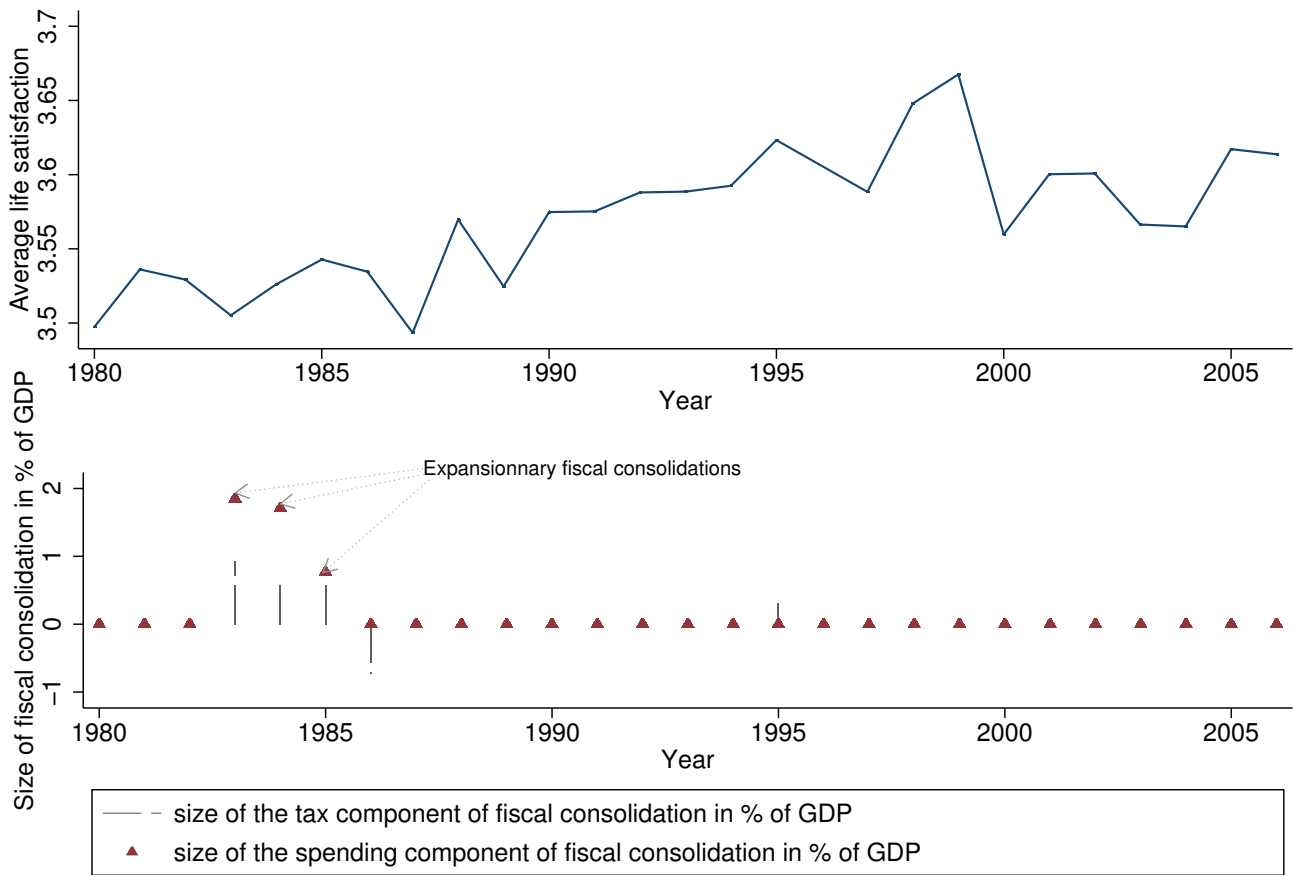 Average life satisfaction
3.7
3.65
3.6
3.55
3.5
1980 1985 1990 1995 2000 2005
Year
Size of fiscal consolidation in % of GDP
Expansionnary fiscal consolidations
2
1
0
−1
1980 1985 1990 1995 2000 2005
Year
size of the tax component of fiscal consolidation in % of GDP
size of the spending component of fiscal consolidation in % of GDP